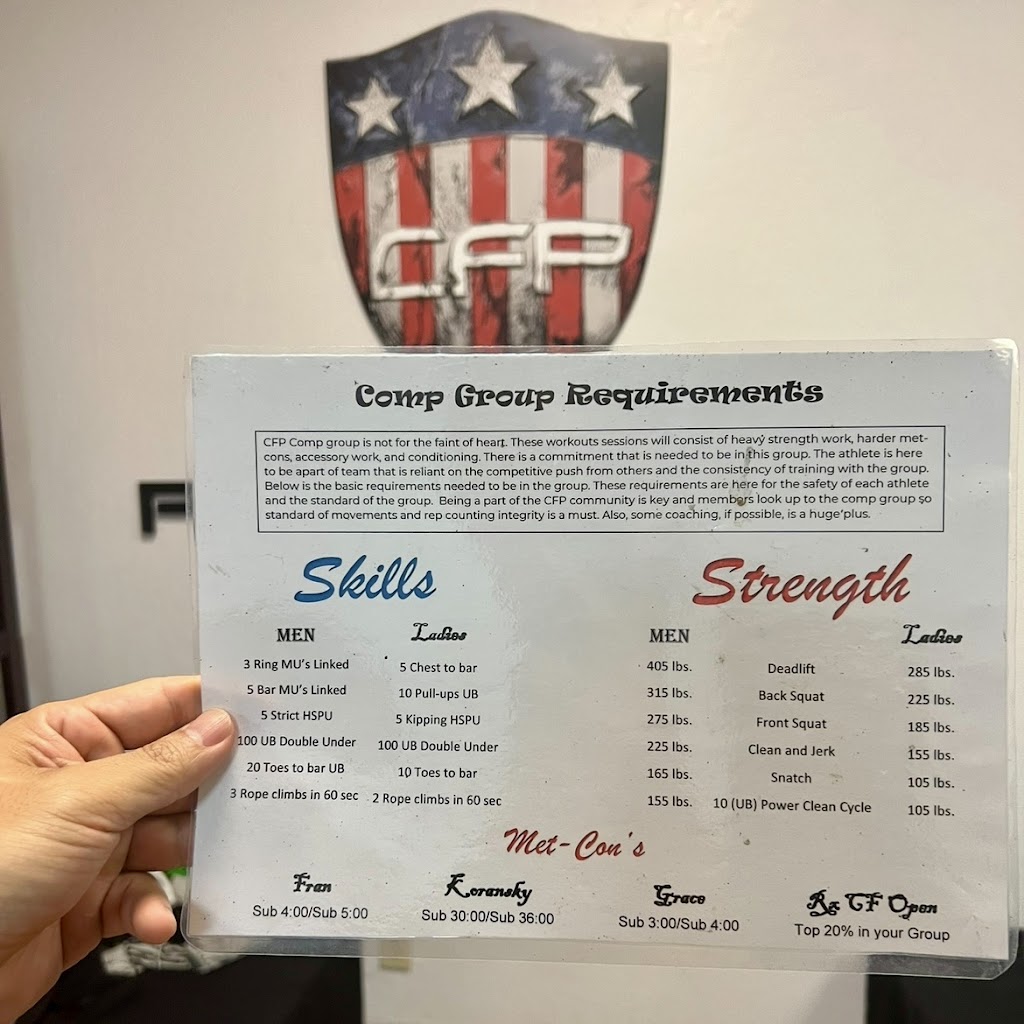 CFP
Comp Group Requirements
CFP Comp group is not for the faint of heart. These workouts sessions will consist of heavy strength work, harder met-
cons, accessory work, and conditioning. There is a commitment that is needed to be in this group. The athlete is here
to be apart of team that is reliant on the competitive push from others and the consistency of training with the group.
Below is the basic requirements needed to be in the group. These requirements are here for the safety of each athlete
and the standard of the group. Being a part of the CFP community is key and members look up to the comp group so
standard of movements and rep counting integrity is a must. Also, some coaching, if possible, is a huge plus.
Skills Strength
MEN Ladies MEN Ladies
3 Ring MU's Linked 5 Chest to bar 405 lbs. Deadlift 285 lbs.
5 Bar MU's Linked 10 Pull-ups UB 315 lbs. Back Squat 225 lbs.
5 Strict HSPU 5 Kipping HSPU 275 lbs. Front Squat 185 lbs.
100 UB Double Under 100 UB Double Under 225 lbs. Clean and Jerk 155 lbs.
20 Toes to bar UB 10 Toes to bar 165 lbs. Snatch 105 lbs.
3 Rope climbs in 60 sec 2 Rope climbs in 60 sec 155 lbs. 10 (UB) Power Clean Cycle 105 lbs.
Met-Con's
Fran Koransky Grace Rx CF Open
Sub 4:00/Sub 5:00 Sub 30:00/Sub 36:00 Sub 3:00/Sub 4:00 Top 20% in your Group